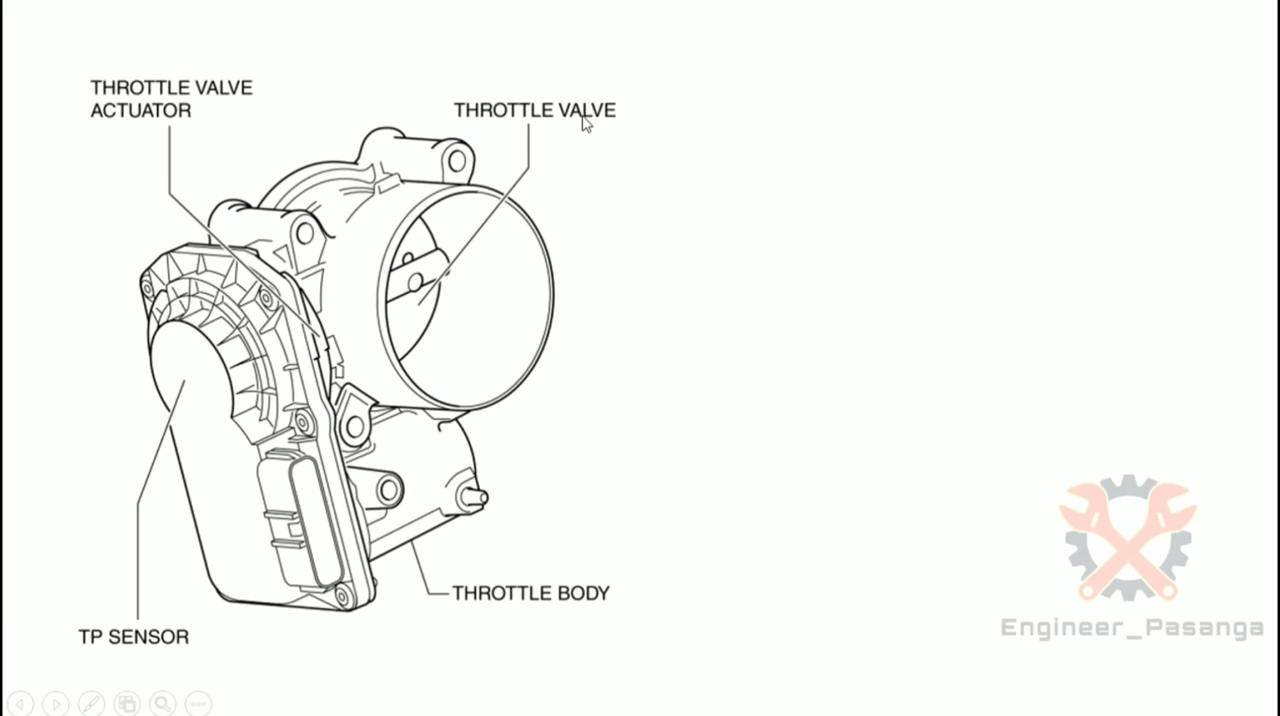 THROTTLE VALVE
ACTUATOR
THROTTLE VALVE
THROTTLE BODY
TP SENSOR
Engineer_Pasanga